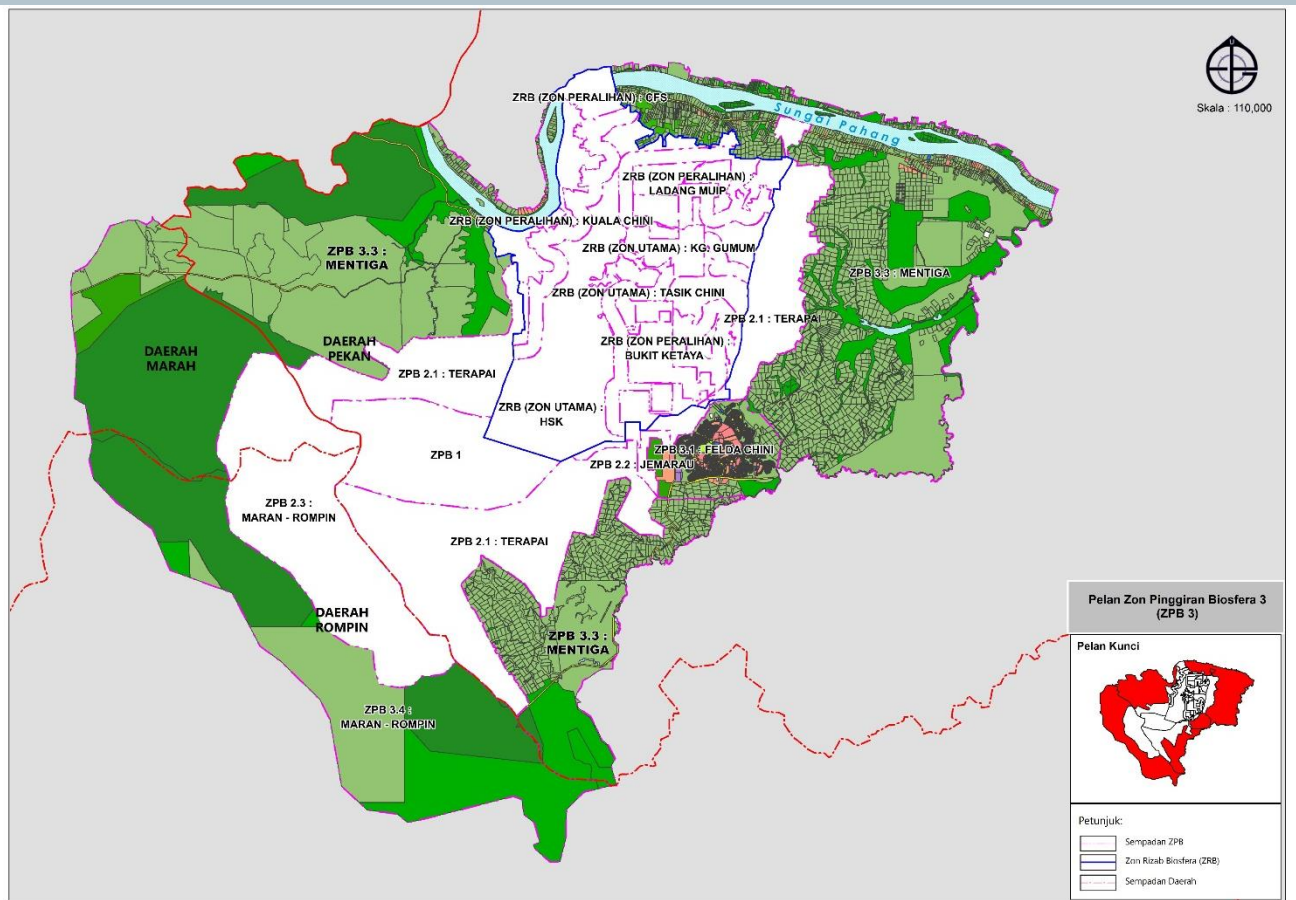 U
Skala : 110,000
ZRB (ZON PERALIHAN) : CFS
Sungai Pahang
ZRB (ZON PERALIHAN) :
LADANG MUIP
ZRB (ZON PERALIHAN) : KUALA CHINI
ZRB (ZON UTAMA) : KG. GUMUM
ZPB 3.3 :
MENTIGA
ZPB 3.3 : MENTIGA
ZRB (ZON UTAMA) : TASIK CHINI
ZPB 2.1 : TERAPAI
DAERAH
PEKAN
ZRB (ZON PERALIHAN) :
BUKIT KETAYA
DAERAH
MARAH
ZPB 2.1 : TERAPAI
ZRB (ZON UTAMA) :
HSK
ZPB 1
ZPB 3.1 : FELDA CHINI
ZPB 2.2 : JEMARAU
ZPB 2.3 :
MARAN - ROMPIN
ZPB 2.1 : TERAPAI
DAERAH
ROMPIN
ZPB 3.3 :
MENTIGA
ZPB 3.4 :
MARAN - ROMPIN
Pelan Zon Pinggiran Biosfera 3
(ZPB 3)
Pelan Kunci
Petunjuk:
Sempadan ZPB
Zon Rizab Biosfera (ZRB)
Sempadan Daerah